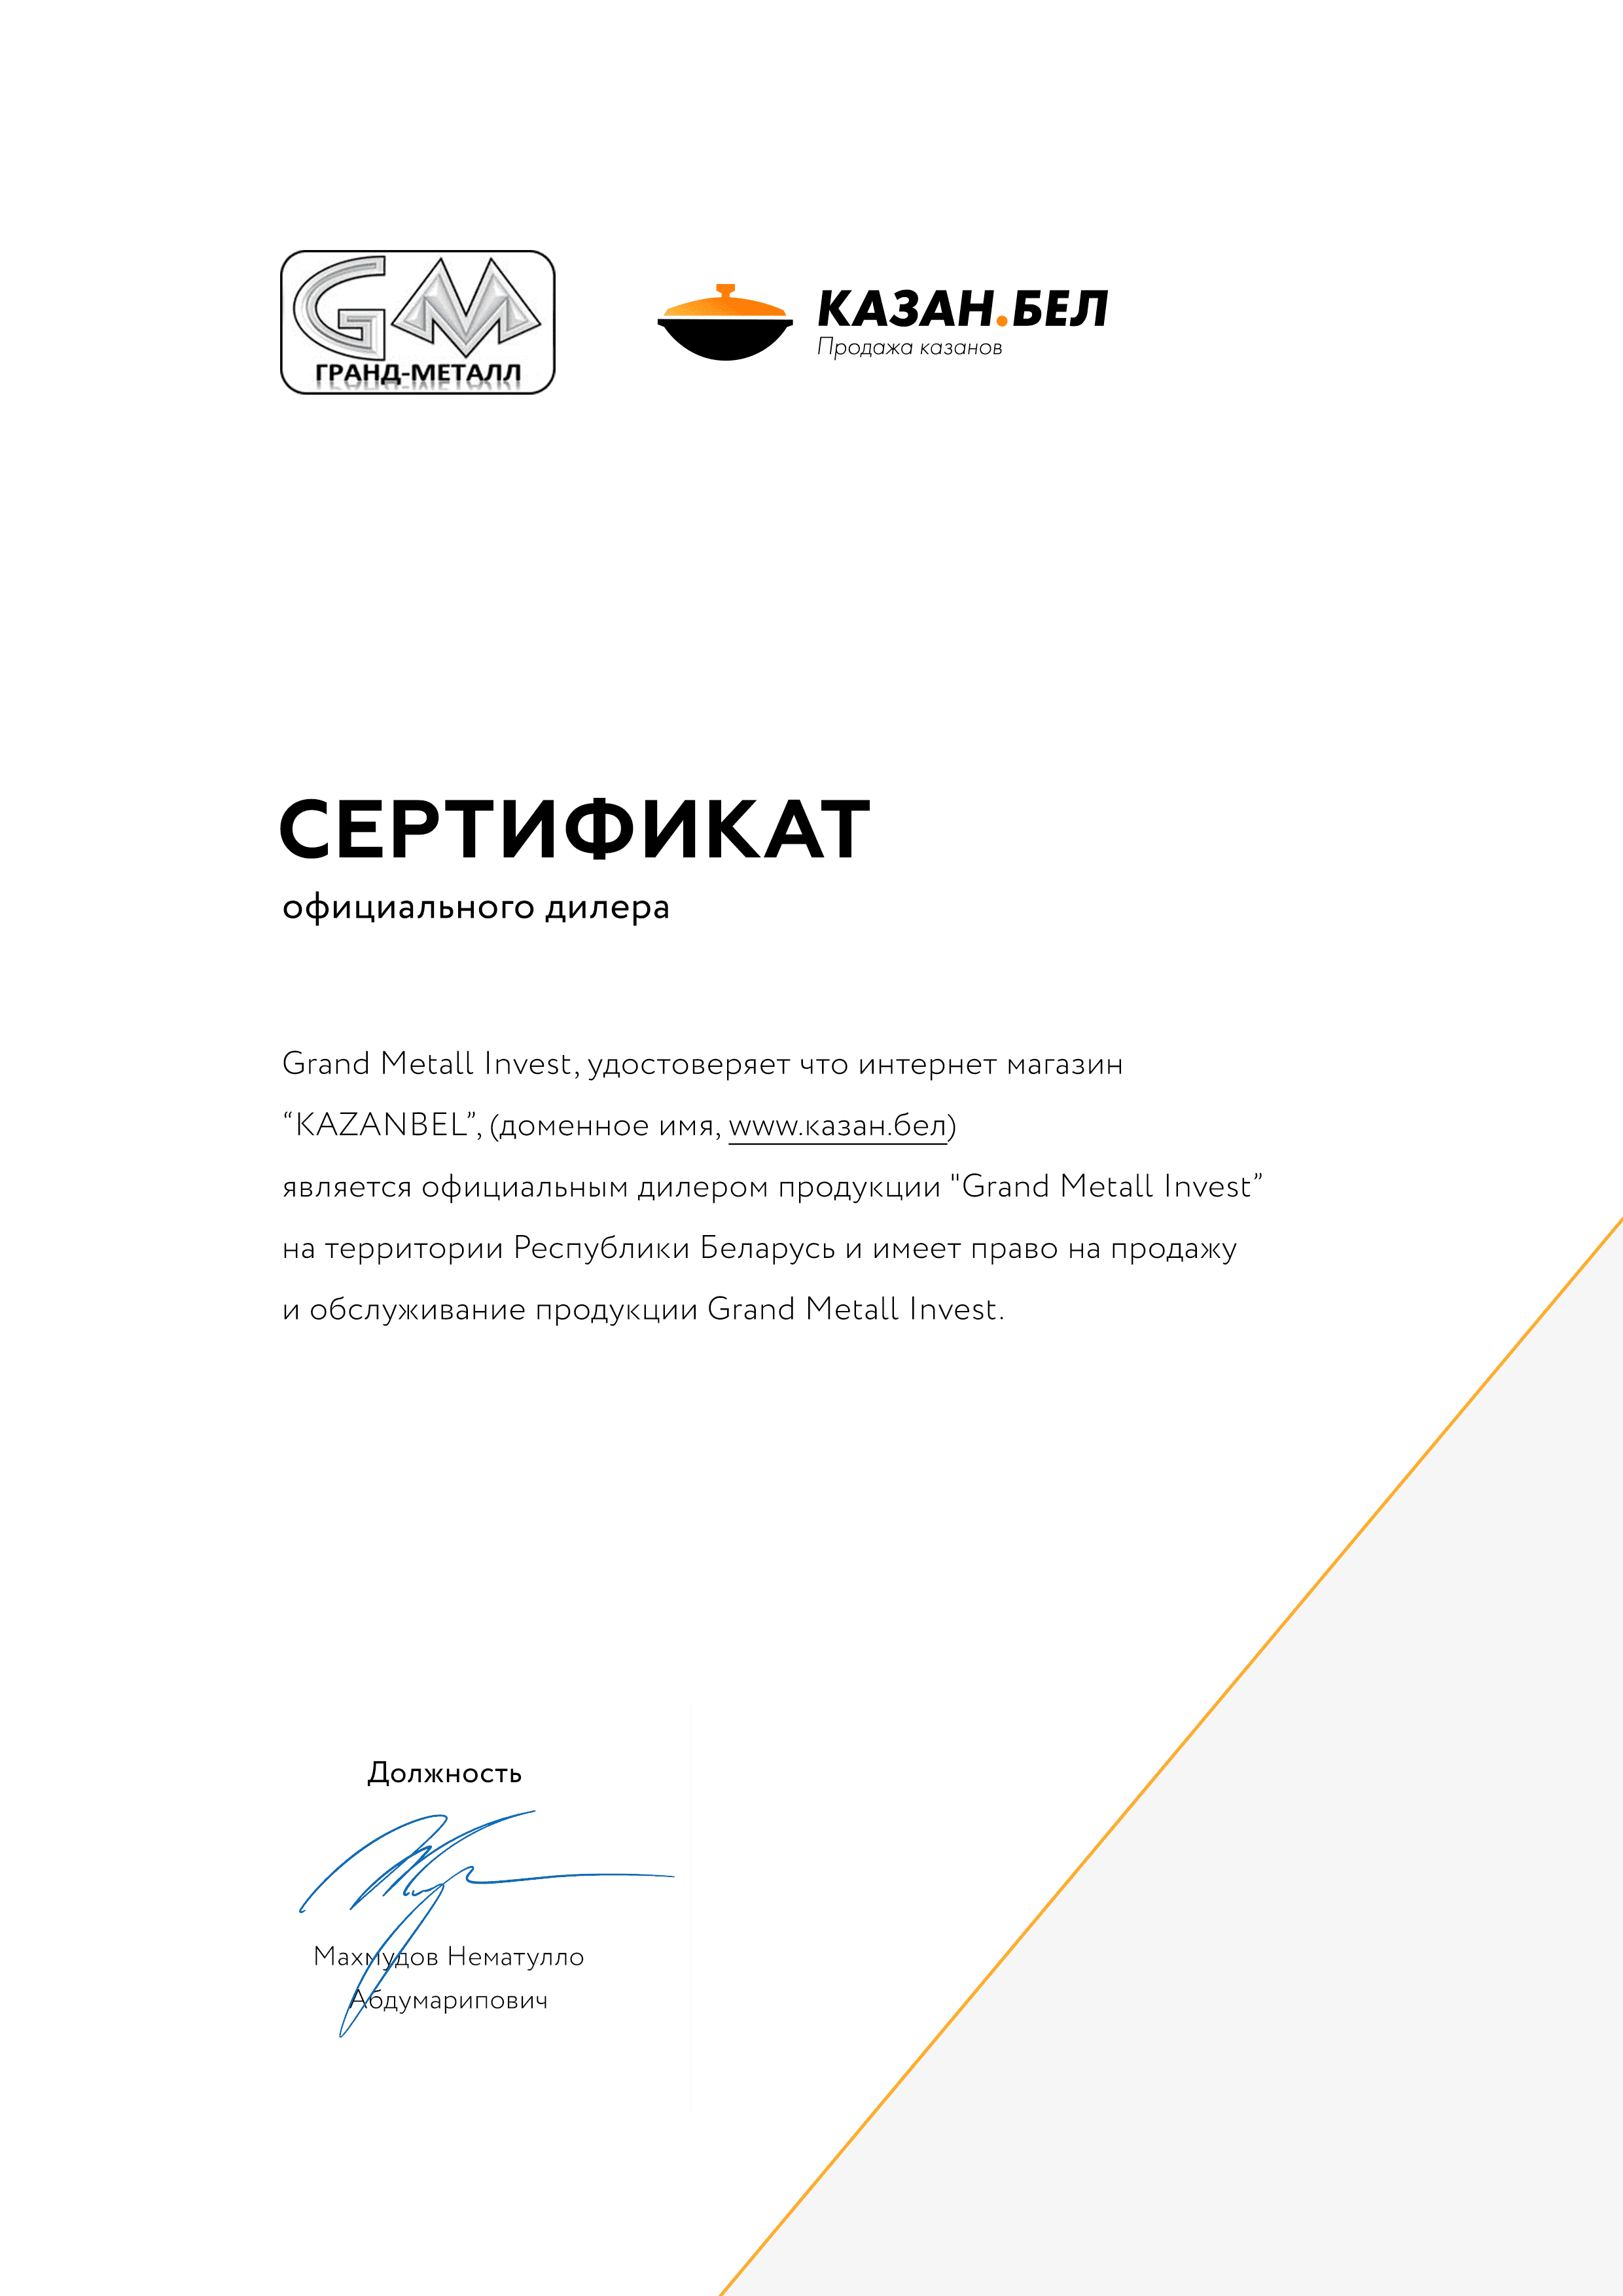 GM
ГРАНД-МЕТАЛЛ
КАЗАН.БЕЛ
Продажа казанов
СЕРТИФИКАТ
официального дилера
Grand Metall Invest, удостоверяет что интернет магазин
“KAZANBEL”, (доменное имя, www.казан.бел)
является официальным дилером продукции "Grand Metall Invest”
на территории Республики Беларусь и имеет право на продажу
и обслуживание продукции Grand Metall Invest.
Должность
Махмудов Нематулло
Абдумарипович